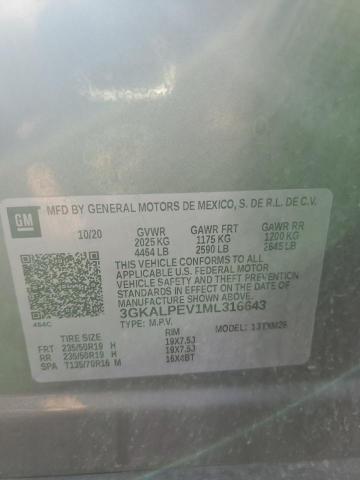 GM
MFD BY GENERAL MOTORS DE MEXICO, S. DE R.L. DE C.V.
10/20 GVWR GAWR FRT GAWR RR
2025 KG 1175 KG 1200 KG
4464 LB 2590 LB 2645 LB
THIS VEHICLE CONFORMS TO ALL APPLICABLE
U.S. FEDERAL MOTOR VEHICLE SAFETY, BUMPER, AND THEFT PREVENTION
STANDARDS IN EFFECT ON THE DATE OF
MANUFACTURE SHOWN ABOVE.
3GKALPEV1ML316643
TYPE: M.P.V. MODEL:
484C
TIRE SIZE RIM
FRT 235/50R19 H 19X7.5J
RR 235/50R19 H 19X7.5J
SPA T135/70R16 M 16X4BT